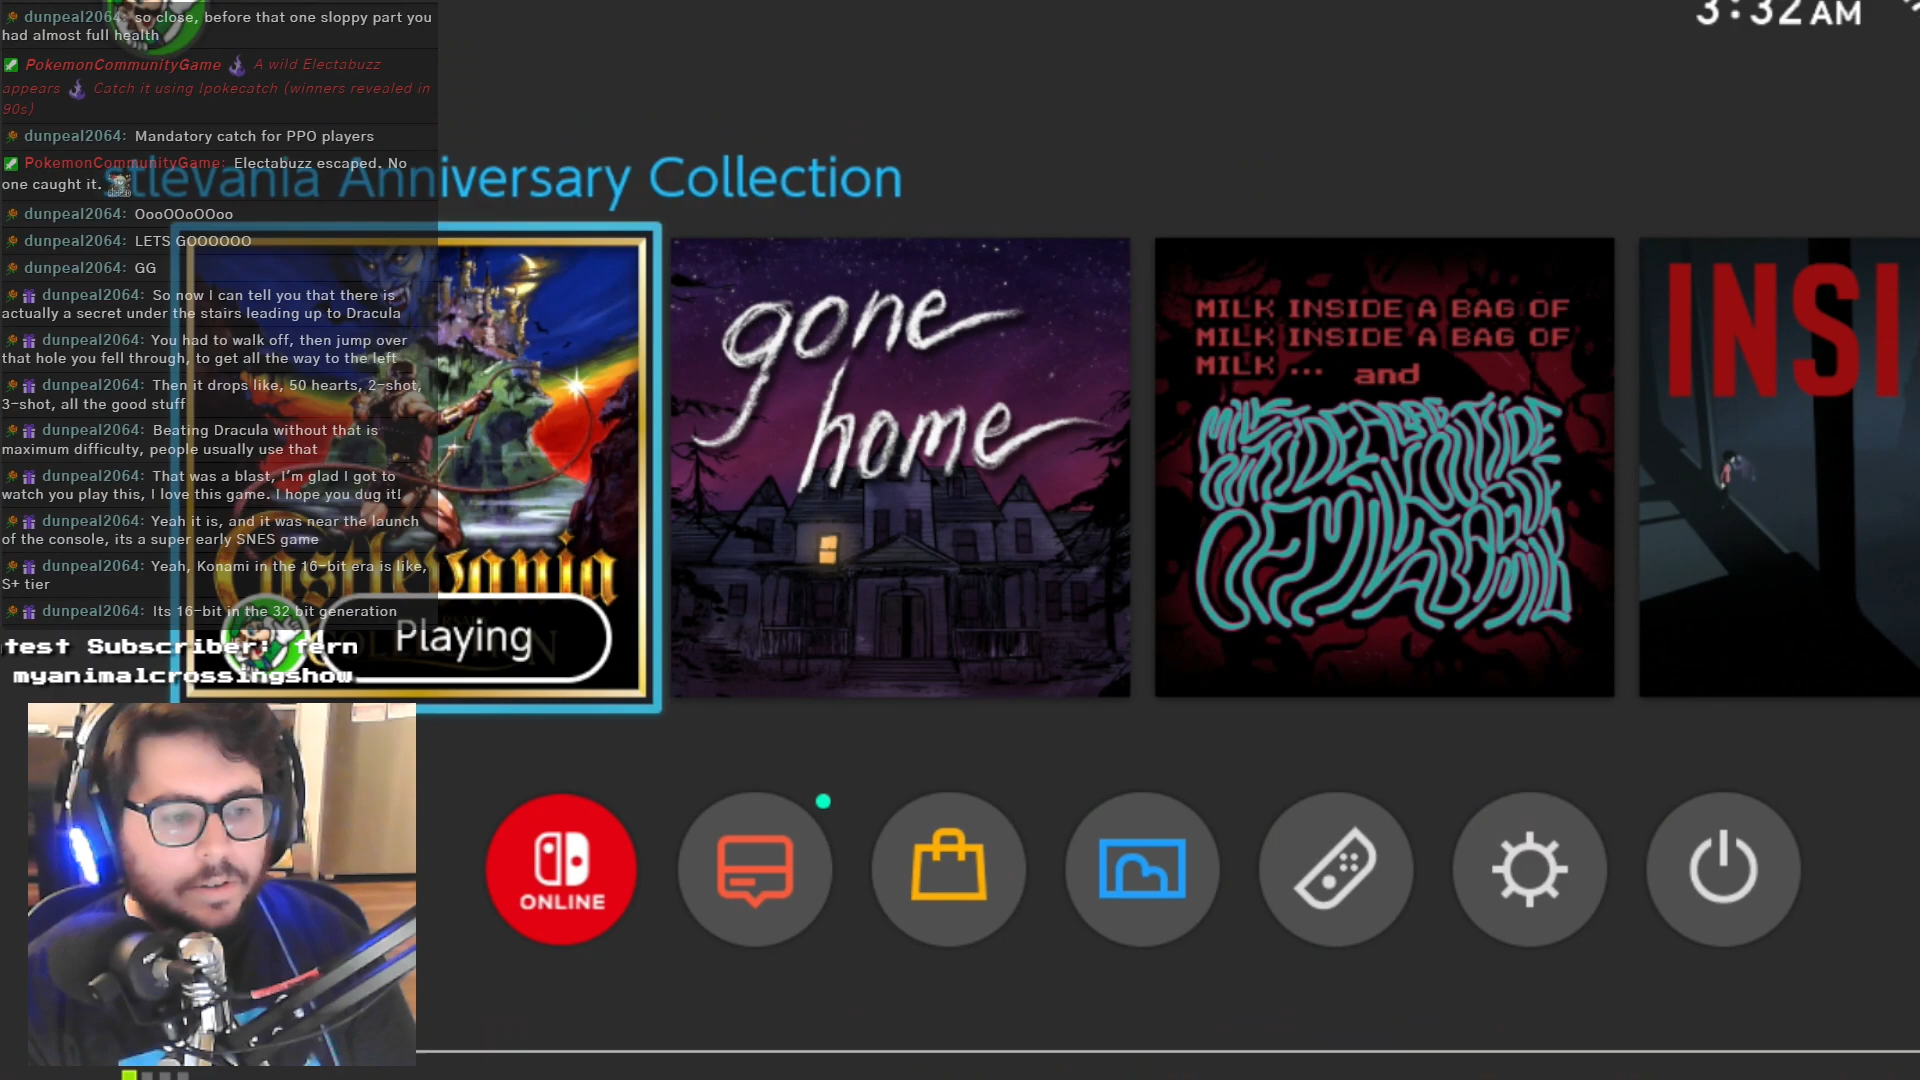 dunpeal2064: so close, before that one sloppy part you
had almost full health
PokemonCommunityGame A wild Electabuzz
appears Catch it using !pokecatch (winners revealed in
90s)
dunpeal2064: Mandatory catch for PPO players
PokemonCommunityGame: Electabuzz escaped. No
one caught it.
dunpeal2064: OooOOoOOoo
dunpeal2064: LETS GOOOOOO
dunpeal2064: GG
dunpeal2064: So now I can tell you that there is
actually a secret under the stairs leading up to Dracula
dunpeal2064: You had to walk off, then jump over
that hole you fell through, to get all the way to the left
dunpeal2064: Then it drops like, 50 hearts, 2-shot,
3-shot, all the good stuff
dunpeal2064: Beating Dracula without that is
maximum difficulty, people usually use that
dunpeal2064: That was a blast, I'm glad I got to
watch you play this, I love this game. I hope you dug it!
dunpeal2064: Yeah it is, and it was near the launch
of the console, its a super early SNES game
dunpeal2064: Yeah, Konami in the 16-bit era is like,
S+ tier
dunpeal2064: Its 16-bit in the 32 bit generation
test Subscriber: fern
myanimalcrossingshow
3:32 AM
stlevania Anniversary Collection
Castlevania
Playing
gone
home
MILK INSIDE A BAG OF
MILK INSIDE A BAG OF
MILK ... and
INSI
ONLINE